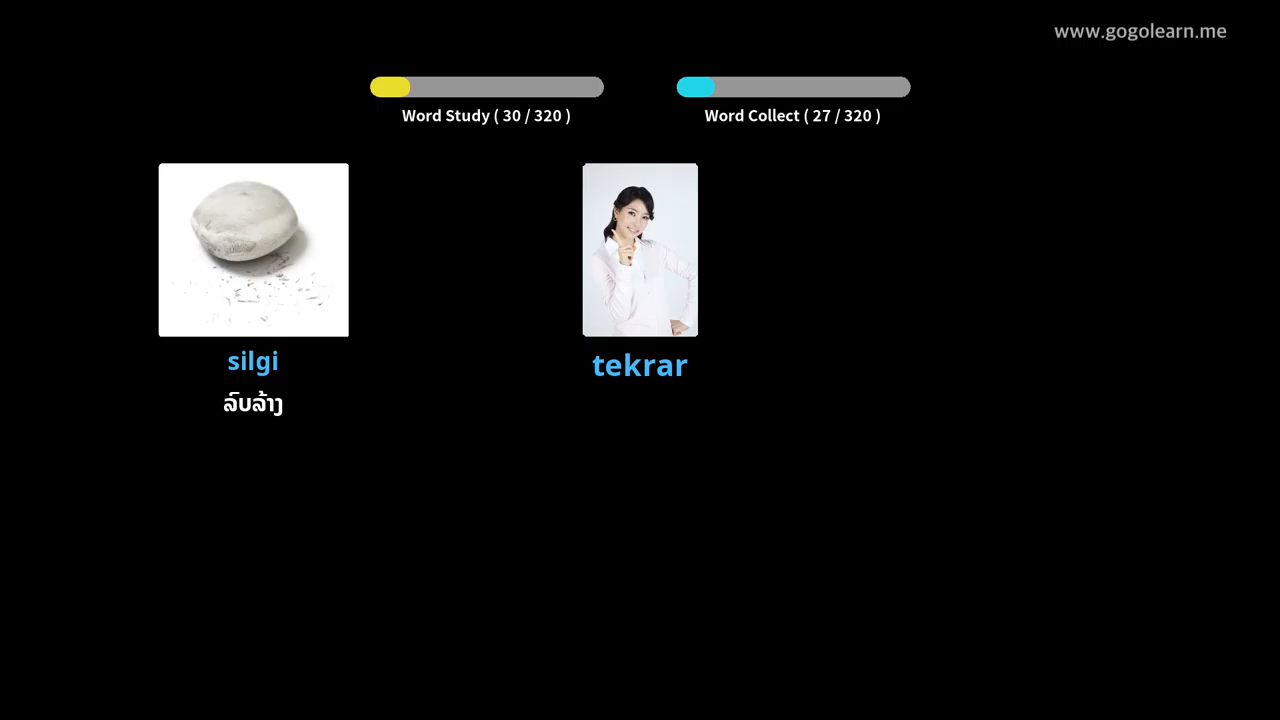 www.gogolearn.me
Word Study ( 30 / 320 )
Word Collect ( 27 / 320 )
silgi
ລົບລ້າງ
tekrar